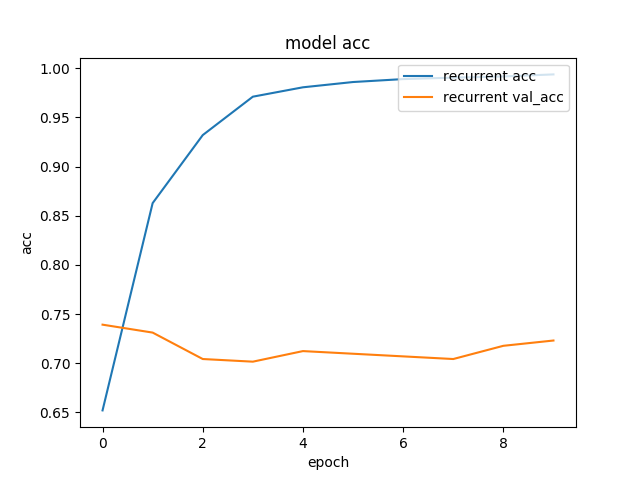 model acc
recurrent acc
recurrent val_acc
1.00
0.95
0.90
0.85
0.80
0.75
0.70
0.65
acc
0 2 4 6 8
epoch